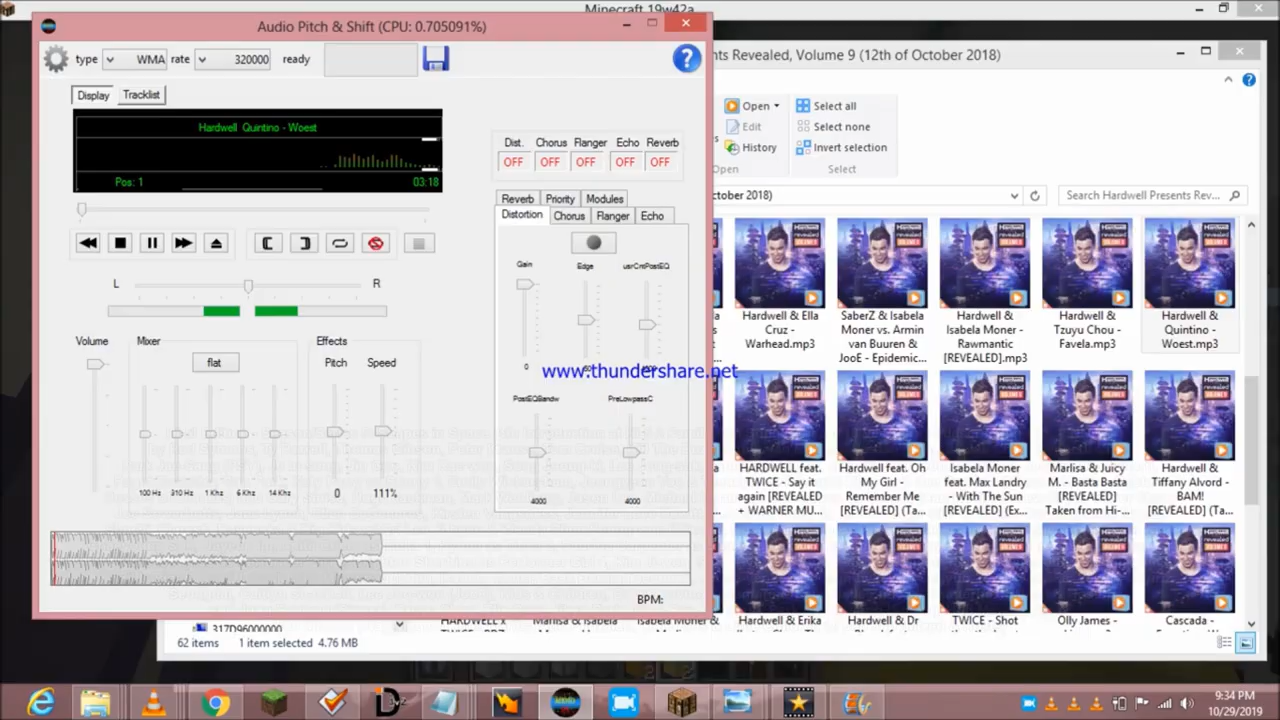 Minecraft 19w42a
Audio Pitch & Shift (CPU: 0.705091%)
nts Revealed, Volume 9 (12th of October 2018)
type WMA rate 320000 ready
Display Tracklist
Hardwell Quintino - Woest
Pos: 1 03:18
L R
Volume Mixer Effects
flat Pitch Speed
100 Hz 310 Hz 1 Khz 6 Khz 14 Khz 0 111%
Dist. Chorus Flanger Echo Reverb
OFF OFF OFF OFF OFF
Reverb Priority Modules
Distortion Chorus Flanger Echo
Gain Edge usrCntPostEQ
0
www.thundershare.net
PostEQBandw PreLowpassC
4000 4000
BPM:
Open Select all
Edit Select none
History Invert selection
Open Select
ctober 2018) Search Hardwell Presents Rev...
Hardwell & Ella
Cruz -
Warhead.mp3
SaberZ & Isabela
Moner vs. Armin
van Buuren &
JooE - Epidemic...
Hardwell &
Isabela Moner -
Rawmantic
[REVEALED].mp3
Hardwell &
Tzuyu Chou -
Favela.mp3
Hardwell &
Quintino -
Woest.mp3
HARDWELL feat.
TWICE - Say it
again [REVEALED
+ WARNER MU...
Hardwell feat. Oh
My Girl -
Remember Me
[REVEALED] (Ta...
Isabela Moner
feat. Max Landry
- With The Sun
[REVEALED] (Ex...
Marlisa & Juicy
M. - Basta Basta
[REVEALED]
Taken from Hi-...
Hardwell &
Tiffany Alvord -
BAM!
[REVEALED] (Ta...
Hardwell & Erika
Hardwell & Dr
TWICE - Shot
Olly James -
Cascada -
317D96000000
HARDWELL x
Marlisa & Isabela
Isabela Moner
62 items 1 item selected 4.76 MB
9:34 PM
10/29/2019